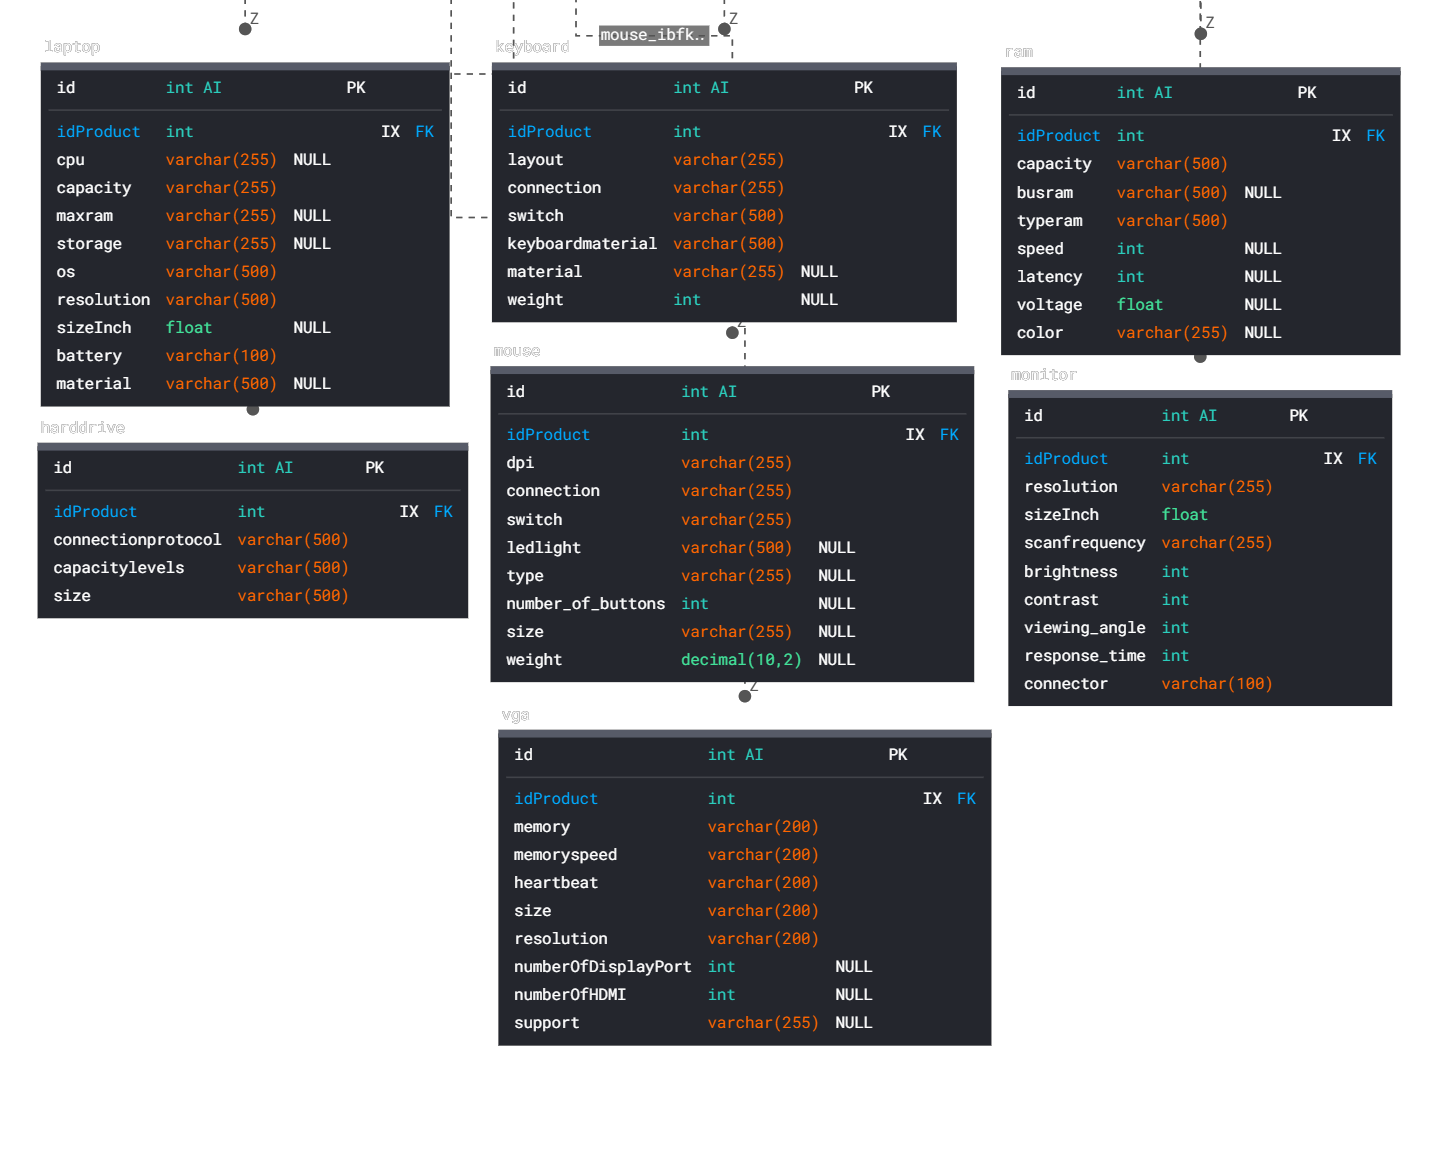 Z
Z
Z
mouse_ibfk..
laptop
id int AI PK
idProduct int IX FK
cpu varchar(255) NULL
capacity varchar(255)
maxram varchar(255) NULL
storage varchar(255) NULL
os varchar(500)
resolution varchar(500)
sizeInch float NULL
battery varchar(100)
material varchar(500) NULL
harddrive
id int AI PK
idProduct int IX FK
connectionprotocol varchar(500)
capacitylevels varchar(500)
size varchar(500)
keyboard
id int AI PK
idProduct int IX FK
layout varchar(255)
connection varchar(255)
switch varchar(500)
keyboardmaterial varchar(500)
material varchar(255) NULL
weight int NULL
Z
mouse
id int AI PK
idProduct int IX FK
dpi varchar(255)
connection varchar(255)
switch varchar(255)
ledlight varchar(500) NULL
type varchar(255) NULL
number_of_buttons int NULL
size varchar(255) NULL
weight decimal(10,2) NULL
Z
vga
id int AI PK
idProduct int IX FK
memory varchar(200)
memoryspeed varchar(200)
heartbeat varchar(200)
size varchar(200)
resolution varchar(200)
numberOfDisplayPort int NULL
numberOfHDMI int NULL
support varchar(255) NULL
ram
id int AI PK
idProduct int IX FK
capacity varchar(500)
busram varchar(500) NULL
typeram varchar(500)
speed int NULL
latency int NULL
voltage float NULL
color varchar(255) NULL
monitor
id int AI PK
idProduct int IX FK
resolution varchar(255)
sizeInch float
scanfrequency varchar(255)
brightness int
contrast int
viewing_angle int
response_time int
connector varchar(100)